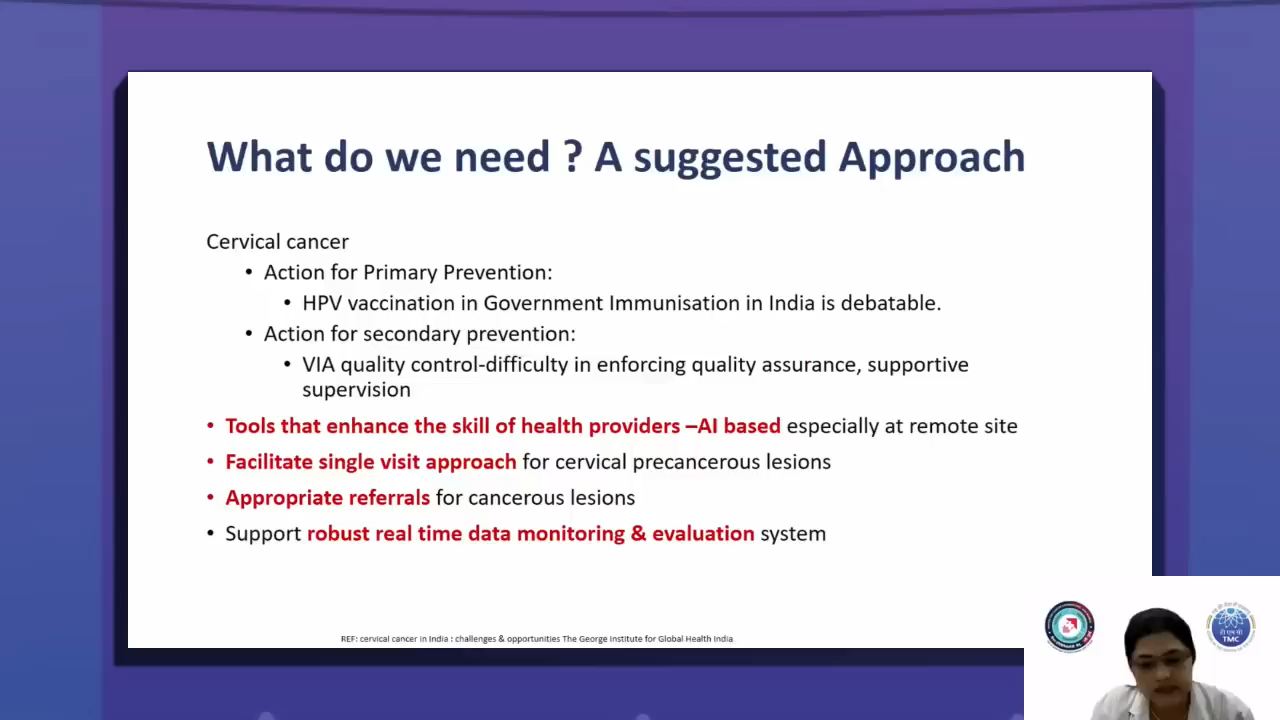 What do we need ? A suggested Approach
Cervical cancer
• Action for Primary Prevention:
• HPV vaccination in Government Immunisation in India is debatable.
• Action for secondary prevention:
• VIA quality control-difficulty in enforcing quality assurance, supportive
supervision
• Tools that enhance the skill of health providers –AI based especially at remote site
• Facilitate single visit approach for cervical precancerous lesions
• Appropriate referrals for cancerous lesions
• Support robust real time data monitoring & evaluation system
REF: cervical cancer in India : challenges & opportunities The George Institute for Global Health India
टी एम सी
TMC